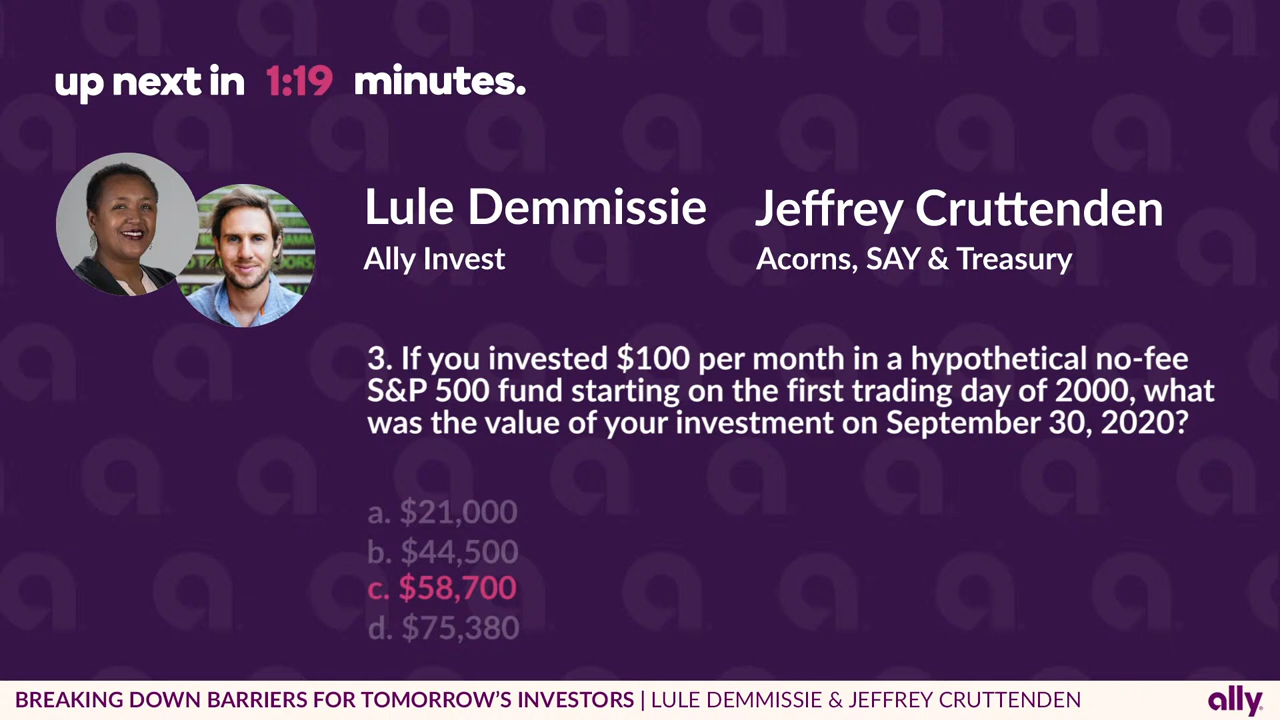 up next in 1:19 minutes.
Lule Demmissie
Ally Invest
Jeffrey Cruttenden
Acorns, SAY & Treasury
3. If you invested $100 per month in a hypothetical no-fee
S&P 500 fund starting on the first trading day of 2000, what
was the value of your investment on September 30, 2020?
a. $21,000
b. $44,500
c. $58,700
d. $75,380
BREAKING DOWN BARRIERS FOR TOMORROW'S INVESTORS | LULE DEMMISSIE & JEFFREY CRUTTENDEN
ally